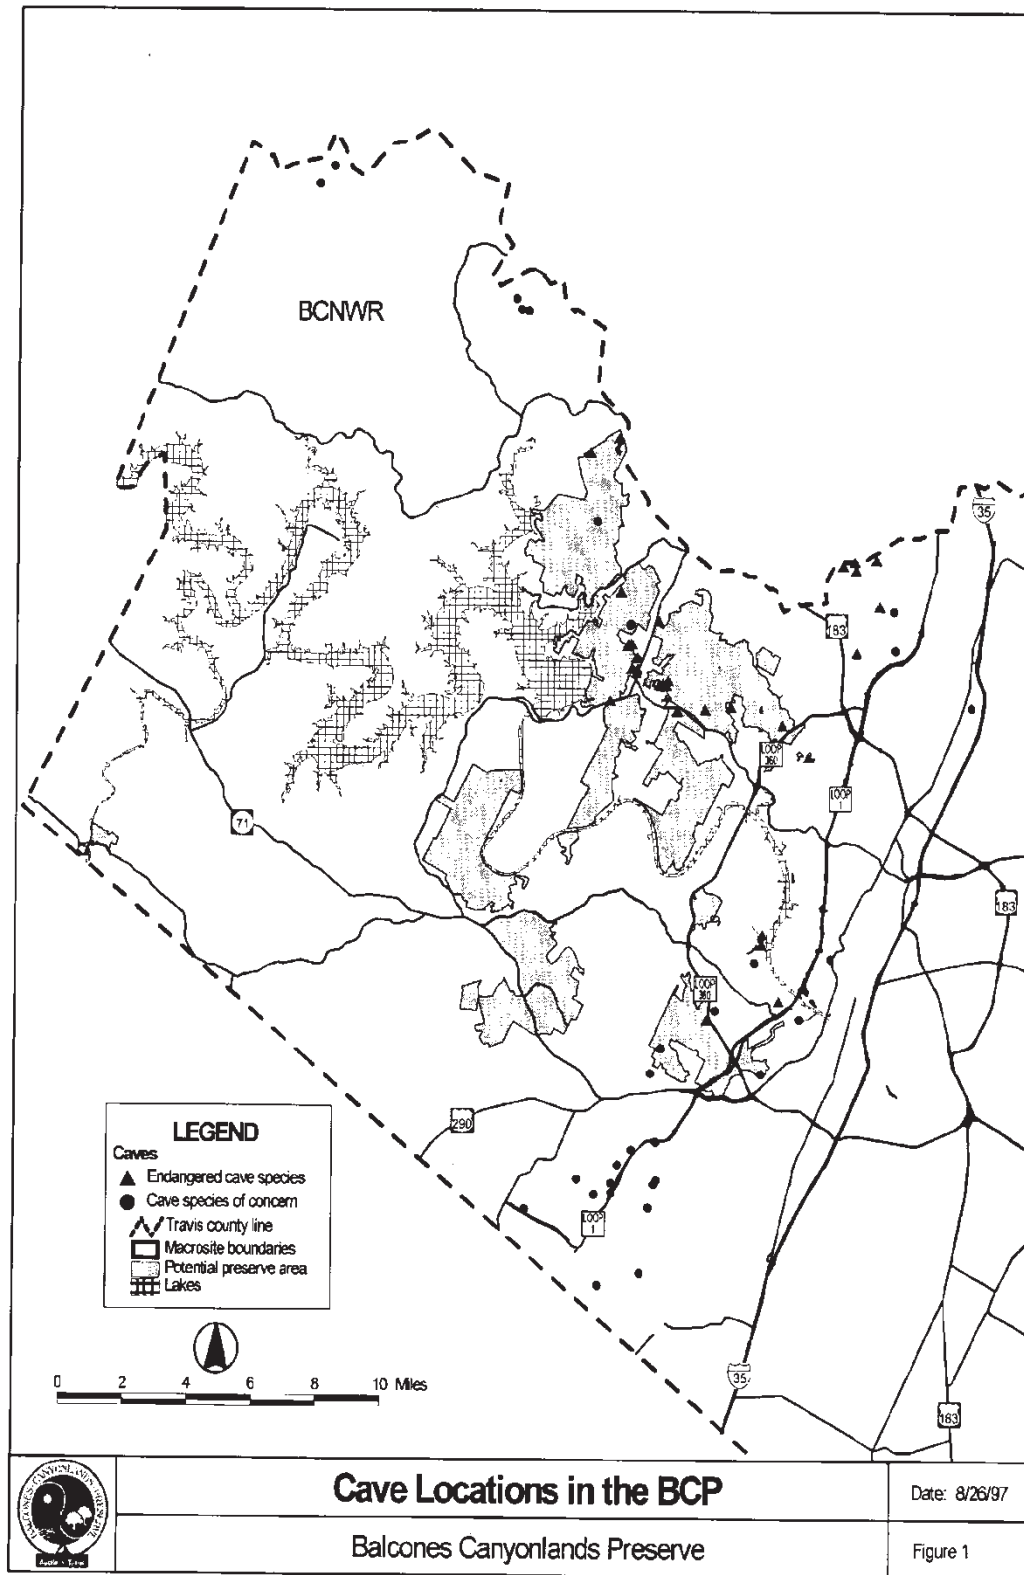 BCNWR
35
183
LOOP
360
LOOP
1
71
183
LOOP
360
290
LOOP
1
35
183
LEGEND
Caves
Endangered cave species
Cave species of concern
Travis county line
Macrosite boundaries
Potential preserve area
Lakes
0 2 4 6 8 10 Miles
Cave Locations in the BCP
Balcones Canyonlands Preserve
Date: 8/26/97
Figure 1